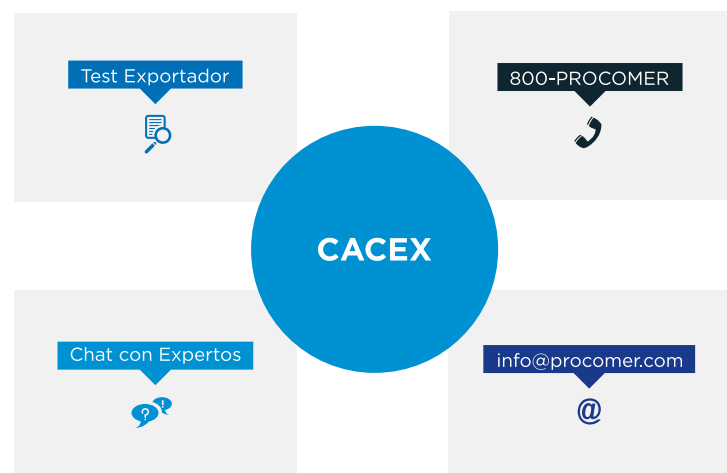 Test Exportador
800-PROCOMER
CACEX
Chat con Expertos
info@procomer.com
@